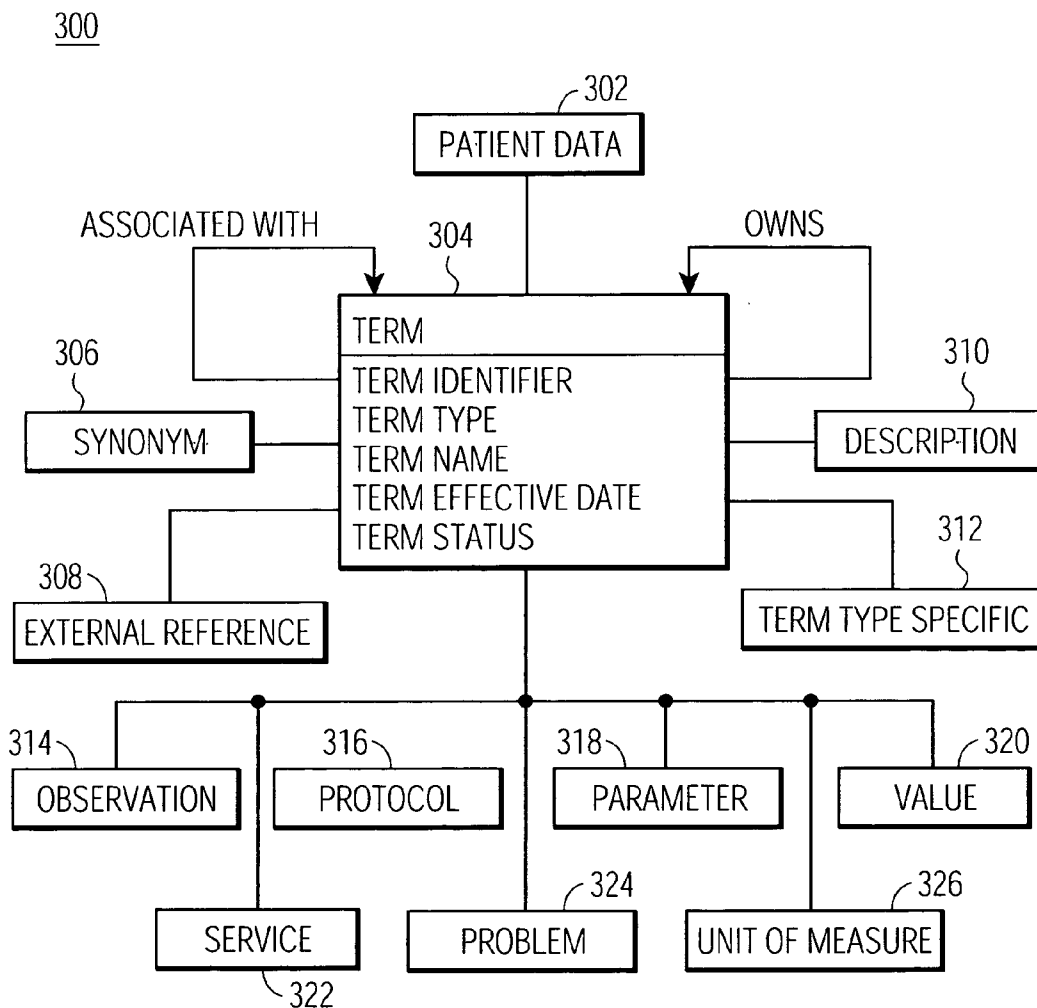 300
302
PATIENT DATA
ASSOCIATED WITH
304
OWNS
TERM
TERM IDENTIFIER
TERM TYPE
TERM NAME
TERM EFFECTIVE DATE
TERM STATUS
306
SYNONYM
310
DESCRIPTION
308
EXTERNAL REFERENCE
312
TERM TYPE SPECIFIC
314
OBSERVATION
316
PROTOCOL
318
PARAMETER
320
VALUE
SERVICE
322
324
PROBLEM
326
UNIT OF MEASURE